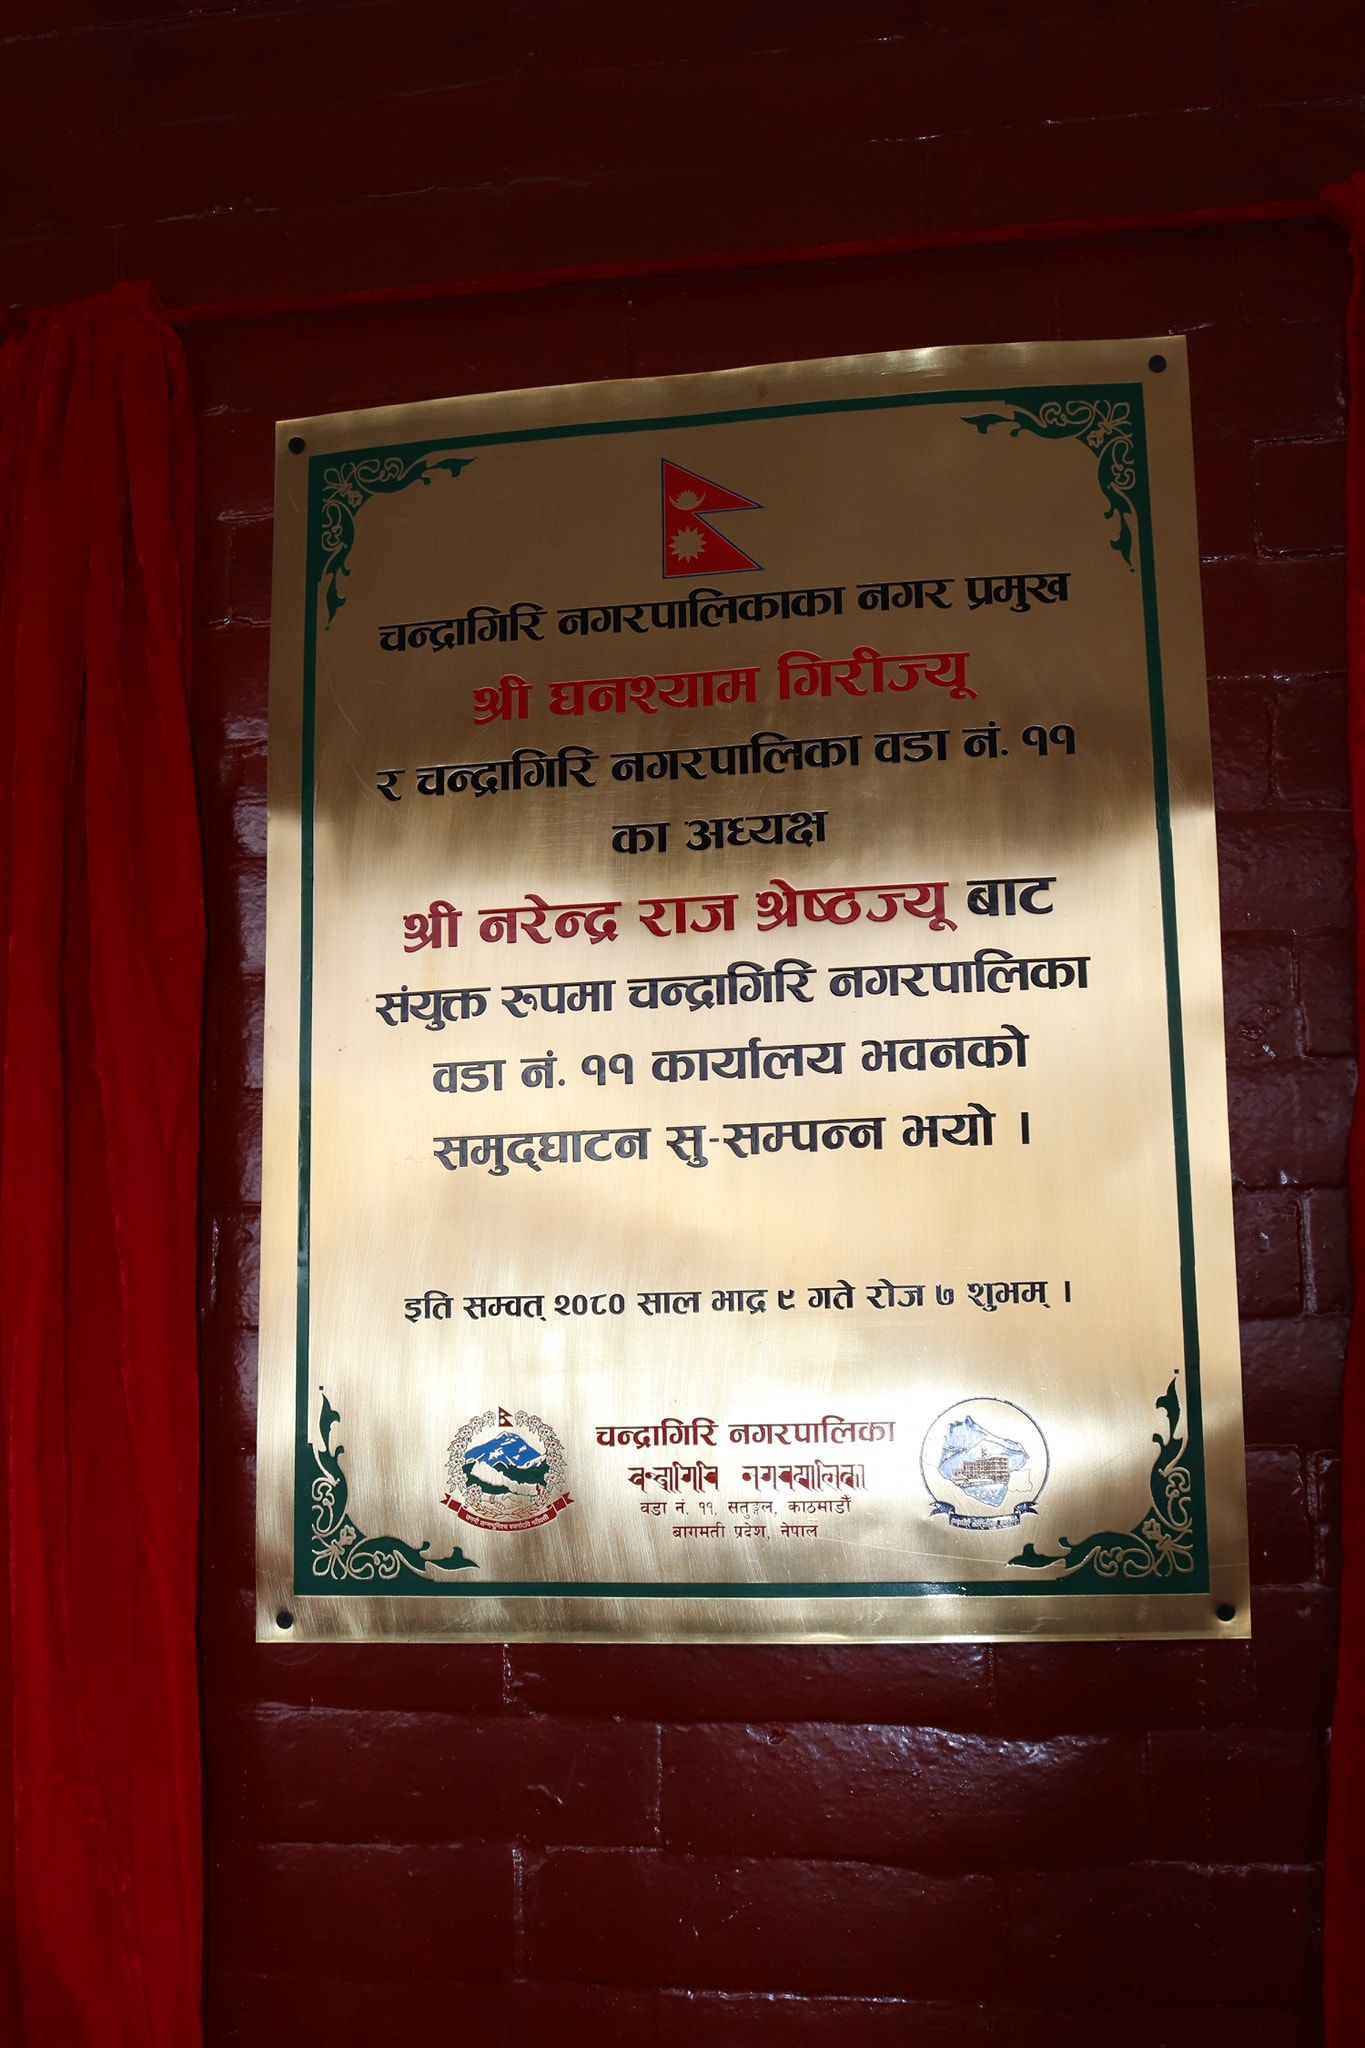 चन्द्रागिरि नगरपालिकाका नगर प्रमुख
श्री घनश्याम गिरीज्यू
र चन्द्रागिरि नगरपालिका वडा नं. ११
का अध्यक्ष
श्री नरेन्द्र राज श्रेष्ठज्यू बाट
संयुक्त रुपमा चन्द्रागिरि नगरपालिका
वडा नं. ११ कार्यालय भवनको
समुद्घाटन सु-सम्पन्न भयो ।
इति सम्वत् २०८० साल भाद्र ९ गते रोज ७ शुभम् ।
चन्द्रागिरि नगरपालिका
वडा नं. ११, सतुङ्गल, काठमाडौँ
बागमती प्रदेश, नेपाल